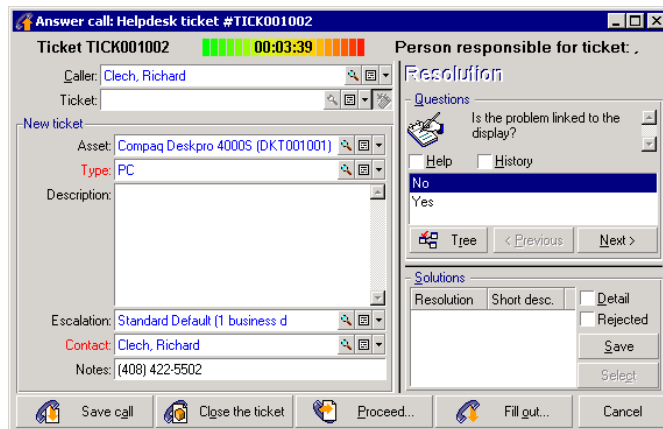 Answer call: Helpdesk ticket #TICK001002
Ticket TICK001002
00:03:39
Person responsible for ticket: ,
Caller: Clech, Richard
Ticket:
New ticket
Asset: Compaq Deskpro 4000S (DKT001001)
Type: PC
Description:
Escalation: Standard Default (1 business d
Contact: Clech, Richard
Notes: (408) 422-5502
Resolution
Questions
Is the problem linked to the
display?
Help History
No
Yes
Tree < Previous Next >
Solutions
Resolution Short desc.
Detail
Rejected
Save
Select
Save call Close the ticket Proceed... Fill out... Cancel